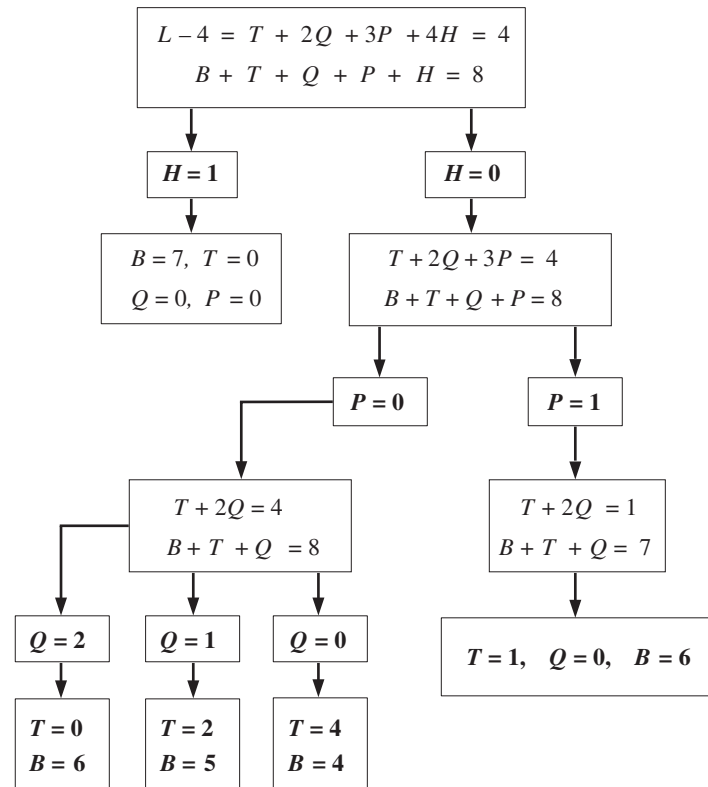 L – 4 = T + 2Q + 3P + 4H = 4
B + T + Q + P + H = 8
H = 1
H = 0
B = 7, T = 0
Q = 0, P = 0
T + 2Q + 3P = 4
B + T + Q + P = 8
P = 0
P = 1
T + 2Q = 4
B + T + Q = 8
T + 2Q = 1
B + T + Q = 7
Q = 2
Q = 1
Q = 0
T = 1, Q = 0, B = 6
T = 0
B = 6
T = 2
B = 5
T = 4
B = 4